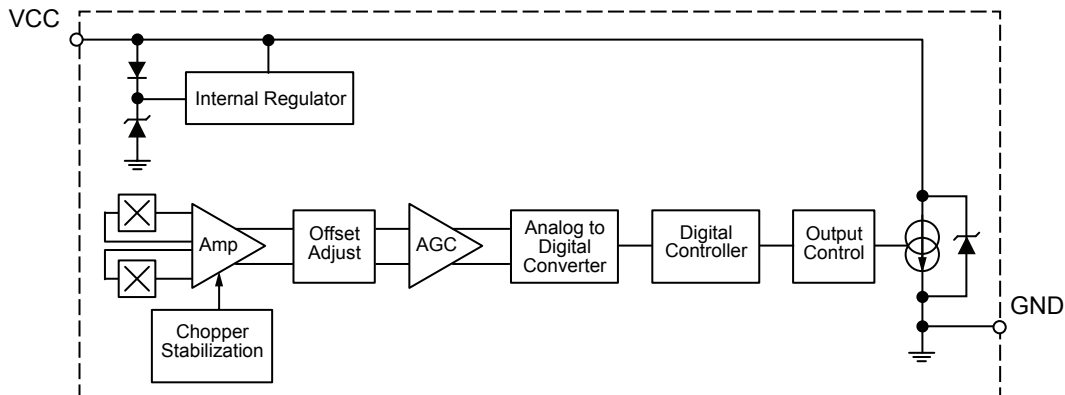 VCC
Internal Regulator
Amp
Offset
Adjust
AGC
Analog to
Digital
Converter
Digital
Controller
Output
Control
Chopper
Stabilization
GND